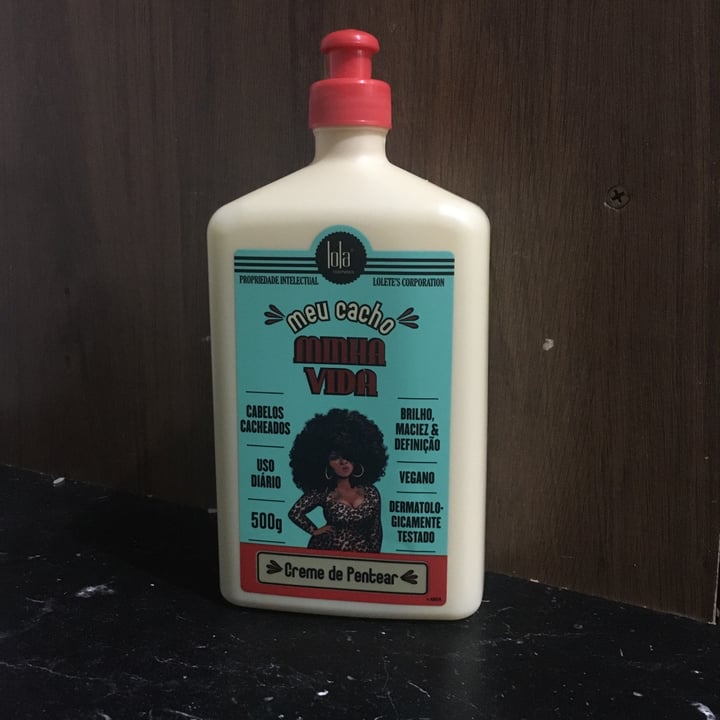 lola
PROPRIEDADE INTELECTUAL
LOLETE'S CORPORATION
meu cacho
MINHA
VIDA
CABELOS
CACHEADOS
USO
DIÁRIO
500g
BRILHO,
MACIEZ &
DEFINIÇÃO
VEGANO
DERMATOLO-
GICAMENTE
TESTADO
Creme de Pentear